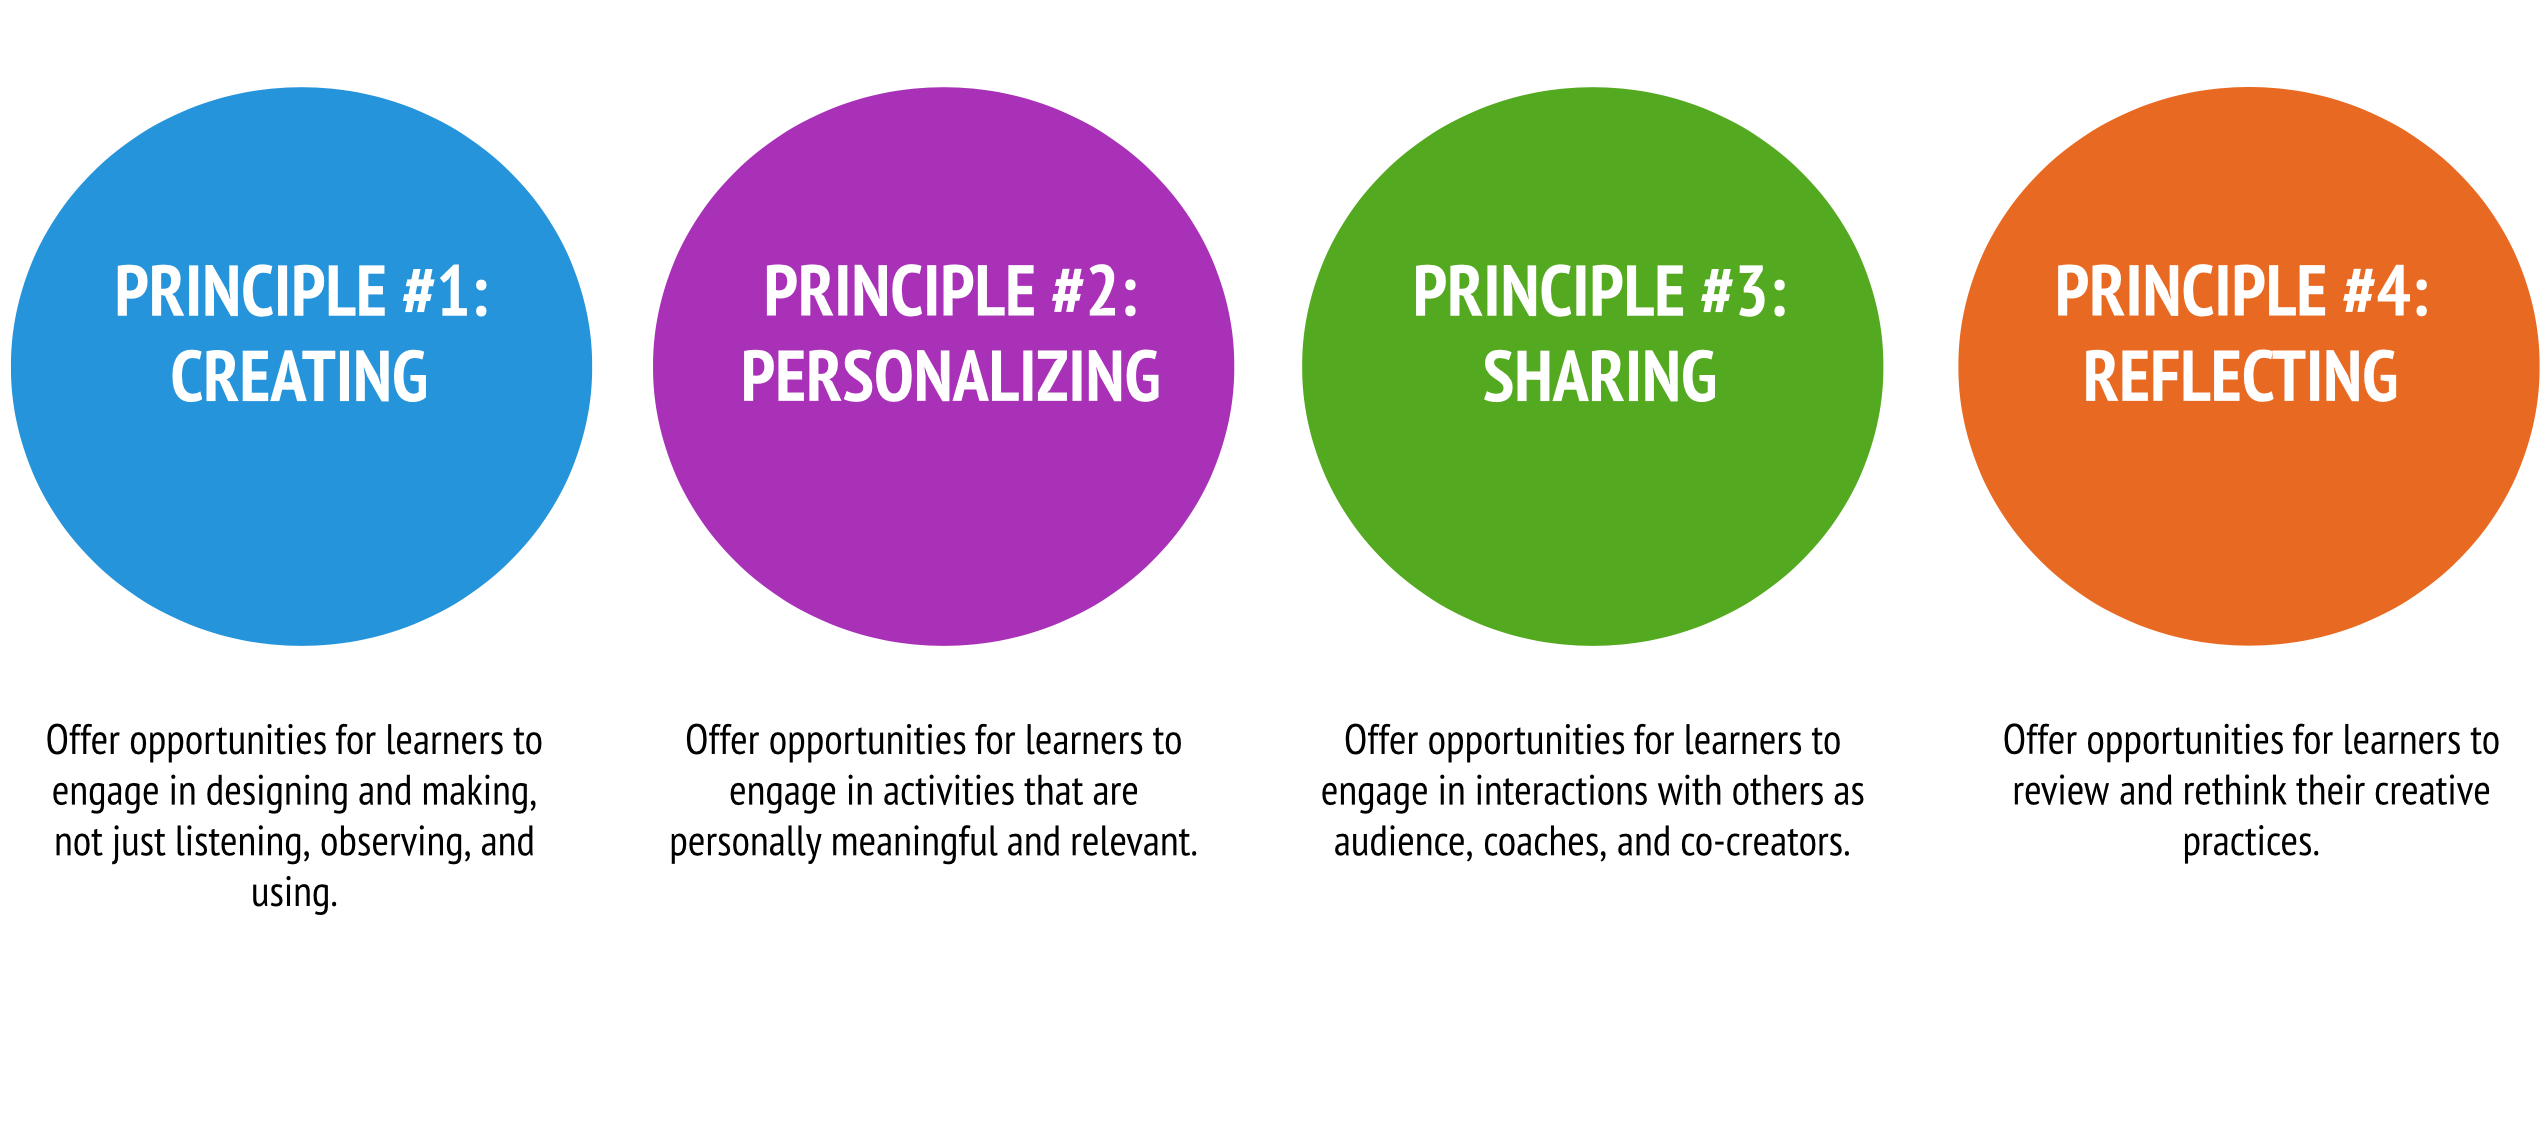 PRINCIPLE #1:
CREATING
Offer opportunities for learners to
engage in designing and making,
not just listening, observing, and
using.
PRINCIPLE #2:
PERSONALIZING
Offer opportunities for learners to
engage in activities that are
personally meaningful and relevant.
PRINCIPLE #3:
SHARING
Offer opportunities for learners to
engage in interactions with others as
audience, coaches, and co-creators.
PRINCIPLE #4:
REFLECTING
Offer opportunities for learners to
review and rethink their creative
practices.